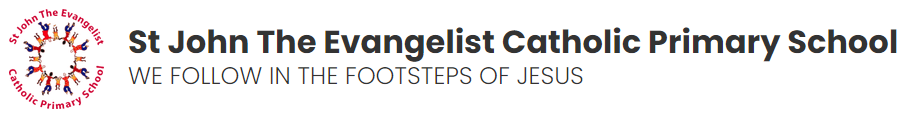 St John The Evangelist
Catholic Primary School
St John The Evangelist Catholic Primary School
WE FOLLOW IN THE FOOTSTEPS OF JESUS